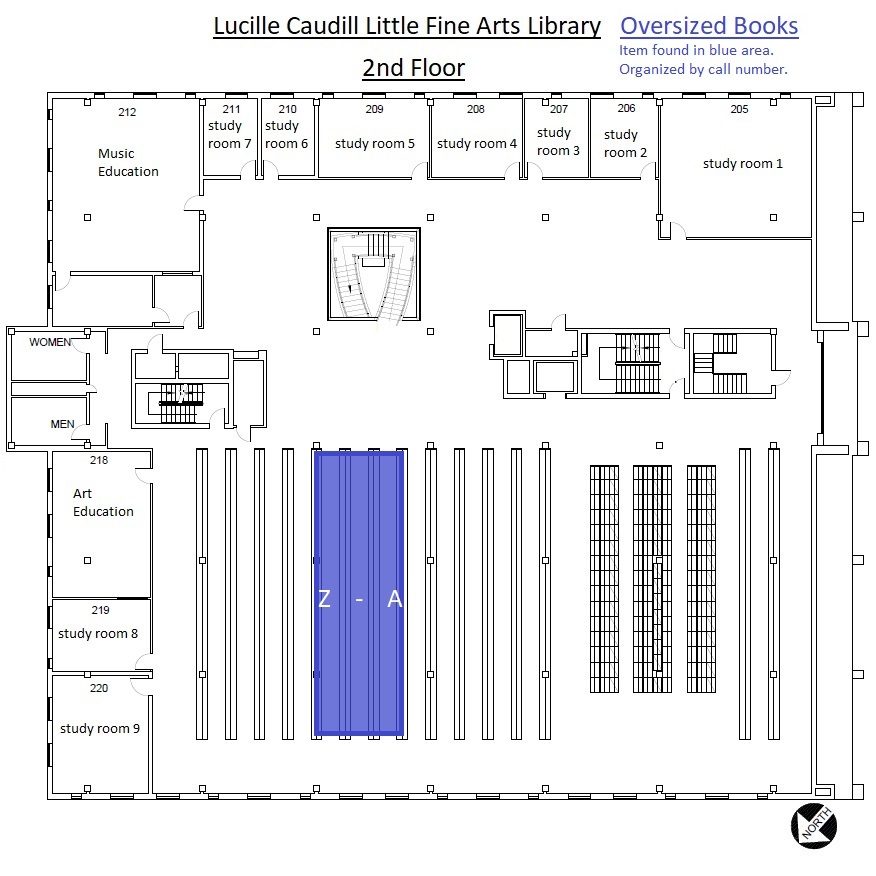 Lucille Caudill Little Fine Arts Library
Oversized Books
Item found in blue area.
Organized by call number.
2nd Floor
212
Music
Education
211
study
room 7
210
study
room 6
209
study room 5
208
study room 4
207
study
room 3
206
study
room 2
205
study room 1
WOMEN
MEN
218
Art
Education
Z - A
219
study room 8
220
study room 9
NORTH